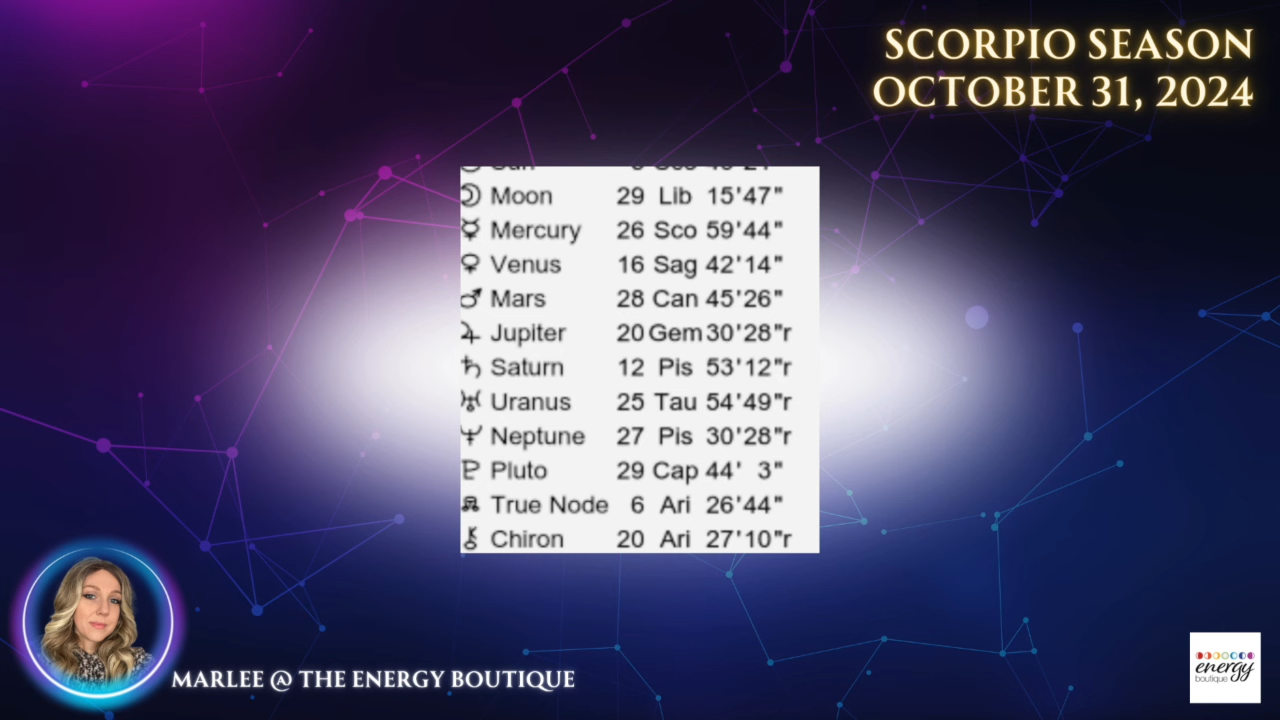 SCORPIO SEASON
OCTOBER 31, 2024
Moon 29 Lib 15'47"
Mercury 26 Sco 59'44"
Venus 16 Sag 42'14"
Mars 28 Can 45'26"
Jupiter 20 Gem 30'28"r
Saturn 12 Pis 53'12"r
Uranus 25 Tau 54'49"r
Neptune 27 Pis 30'28"r
Pluto 29 Cap 44' 3"
True Node 6 Ari 26'44"
Chiron 20 Ari 27'10"r
MARLEE @ THE ENERGY BOUTIQUE
energy
boutique